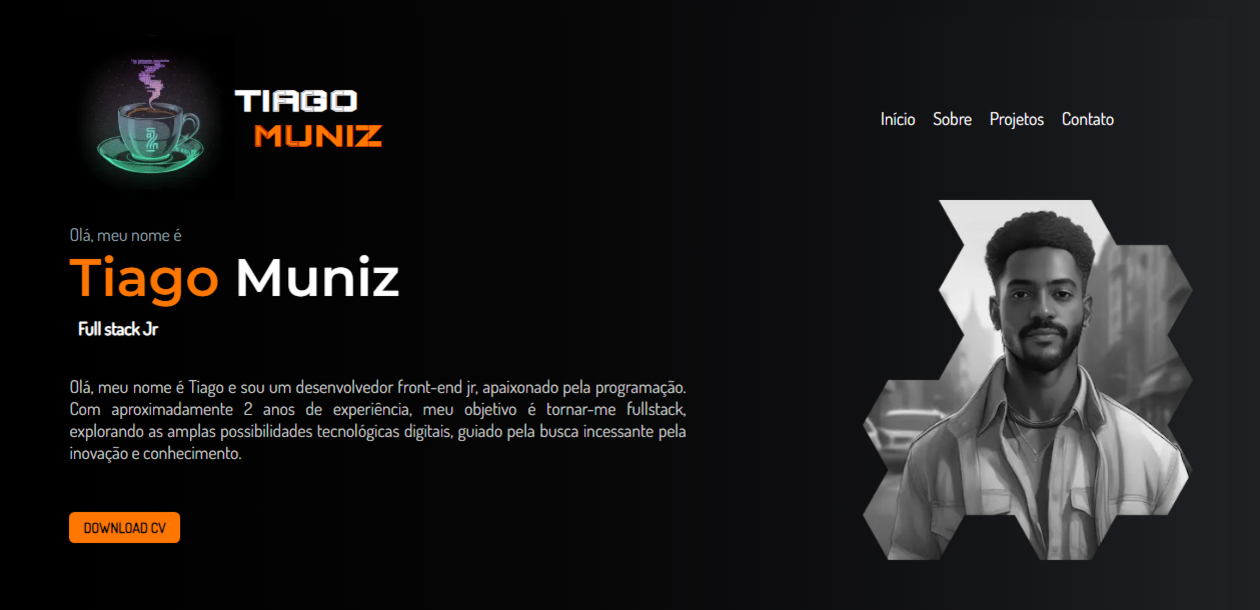 TIAGO
MUNIZ
Início Sobre Projetos Contato
Olá, meu nome é
Tiago Muniz
Full stack Jr
Olá, meu nome é Tiago e sou um desenvolvedor front-end jr, apaixonado pela programação.
Com aproximadamente 2 anos de experiência, meu objetivo é tornar-me fullstack,
explorando as amplas possibilidades tecnológicas digitais, guiado pela busca incessante pela
inovação e conhecimento.
DOWNLOAD CV